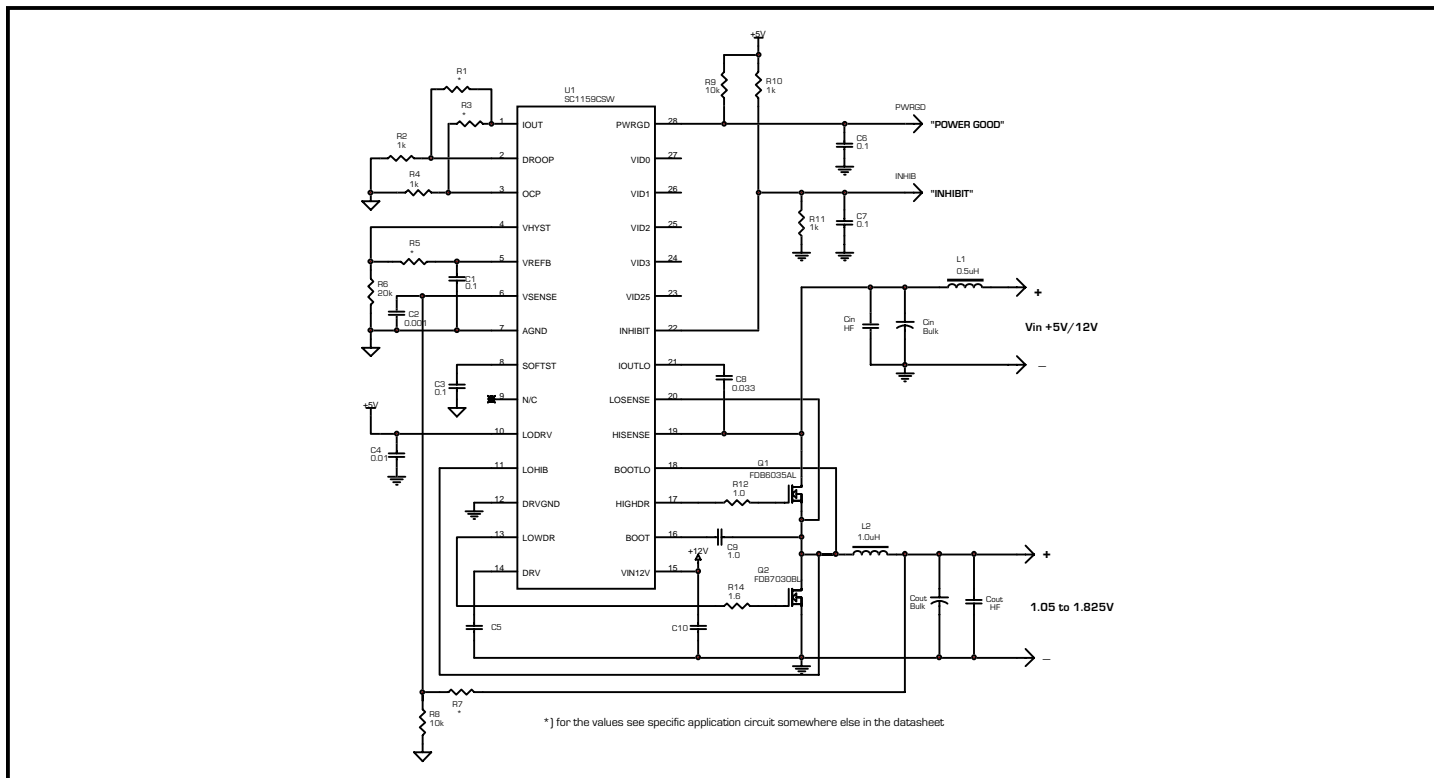 +5V
R1
*
R3
*
R2
1k
R4
1k
R5
*
R6
20k
C1
0.1
C2
0.001
C3
0.1
+5V
C4
0.01
U1
SC1159CSW
1 IOUT
2 DROOP
3 OCP
4 VHYST
5 VREFB
6 VSENSE
7 AGND
8 SOFTST
9 N/C
10 LODRV
11 LOHIB
12 DRVGND
13 LOWDR
14 DRV
PWRGD 28
VID0 27
VID1 26
VID2 25
VID3 24
VID25 23
INHIBIT 22
IOUTLO 21
LOSENSE 20
HISENSE 19
BOOTLO 18
HIGHDR 17
BOOT 16
VIN12V 15
R9
10k
R10
1k
PWRGD
"POWER GOOD"
C6
0.1
INHIB
"INHIBIT"
R11
1k
C7
0.1
L1
0.5uH
+
Cin
HF
Cin
Bulk
Vin +5V/12V
_
C8
0.033
Q1
FDB6035AL
R12
1.0
C9
1.0
+12V
L2
1.0uH
+
Q2
FDB7030BL
R14
1.6
Cout
Bulk
Cout
HF
1.05 to 1.825V
C5
C10
_
R7
*
R8
10k
*) for the values see specific application circuit somewhere else in the datasheet